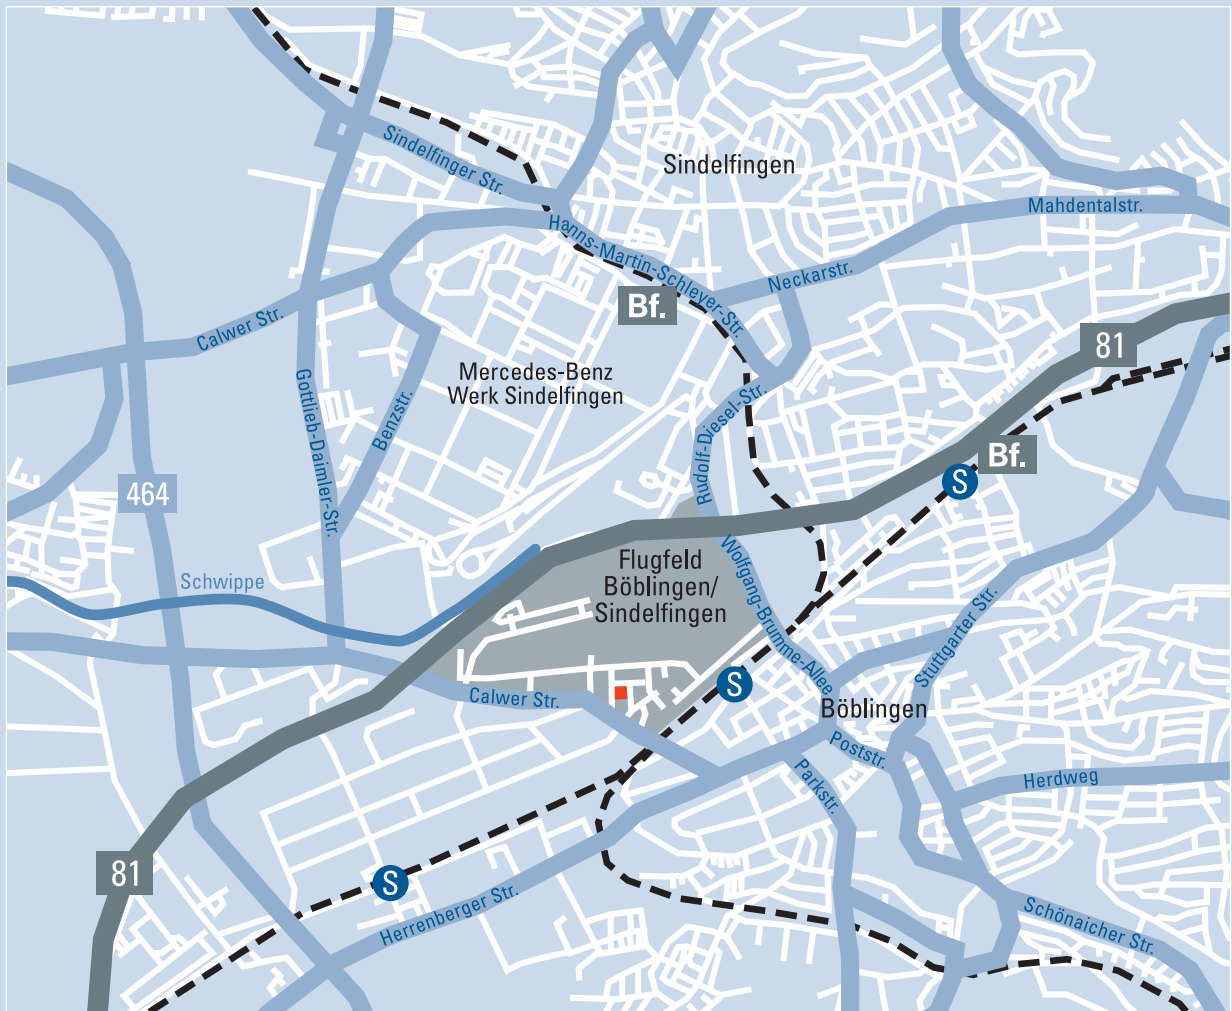 Sindelfinger Str.
Sindelfingen
Mahdentalstr.
Hanns-Martin-Schleyer-Str.
Neckarstr.
Bf.
Calwer Str.
81
Mercedes-Benz
Werk Sindelfingen
Gottlieb-Daimler-Str.
Benzstr.
Rudolf-Diesel-Str.
Bf.
S
464
Flugfeld
Böblingen/
Sindelfingen
Schwippe
Wolfgang-Brumme-Allee
Stuttgarter Str.
S
Calwer Str.
Böblingen
Poststr.
Parkstr.
Herdweg
81
S
Herrenberger Str.
Schönaicher Str.